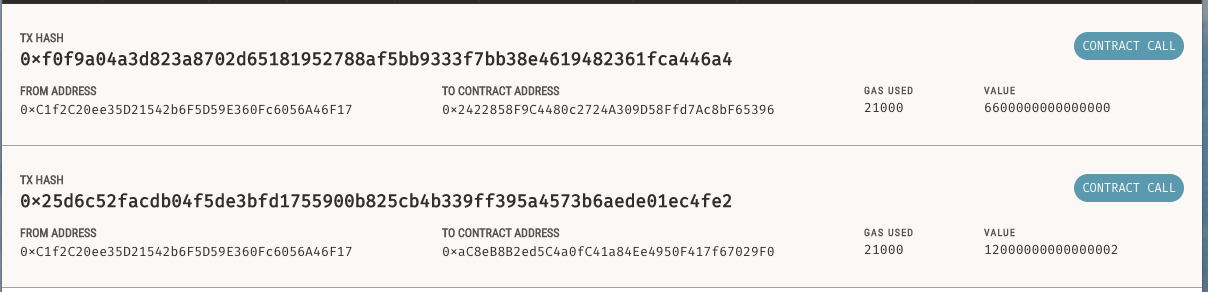 TX HASH
0×f0f9a04a3d823a8702d65181952788af5bb9333f7bb38e4619482361fca446a4
CONTRACT CALL
FROM ADDRESS TO CONTRACT ADDRESS GAS USED VALUE
0×C1f2C20ee35D21542b6F5D59E360Fc6056A46F17 0×2422858F9C4480c2724A309D58Ffd7Ac8bF65396 21000 6600000000000000
TX HASH
0×25d6c52facdb04f5de3bfd1755900b825cb4b339ff395a4573b6aede01ec4fe2
CONTRACT CALL
FROM ADDRESS TO CONTRACT ADDRESS GAS USED VALUE
0×C1f2C20ee35D21542b6F5D59E360Fc6056A46F17 0×aC8eB8B2ed5C4a0fC41a84Ee4950F417f67029F0 21000 12000000000000002